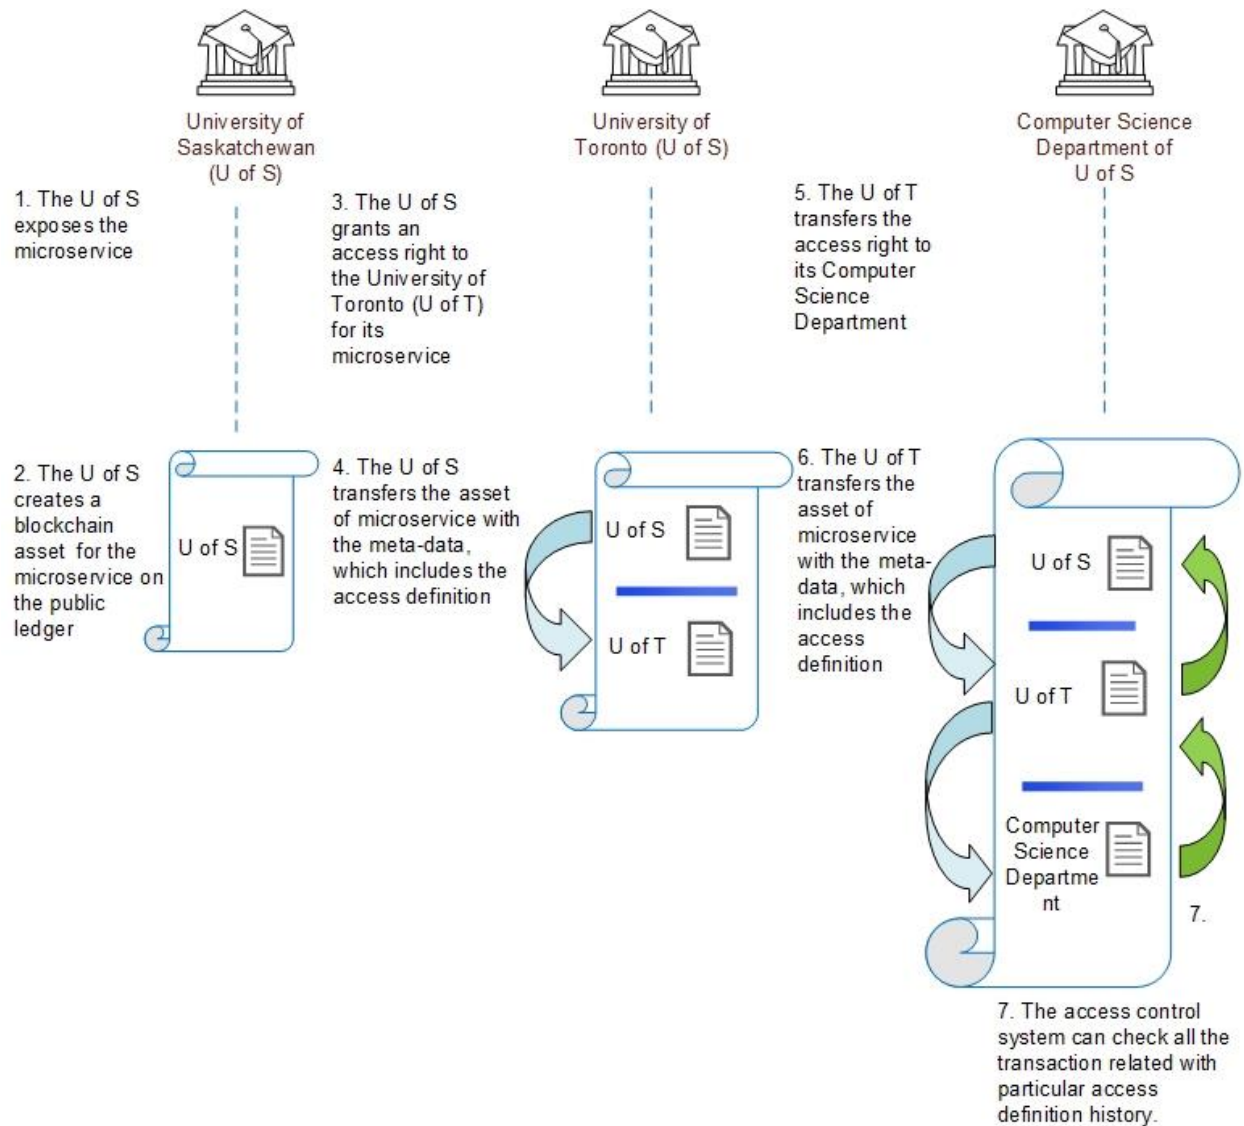 University of
Saskatchewan
(U of S)
University of
Toronto (U of S)
Computer Science
Department of
U of S
1. The U of S
exposes the
microservice
3. The U of S
grants an
access right to
the University of
Toronto (U of T)
for its
microservice
5. The U of T
transfers the
access right to
its Computer
Science
Department
2. The U of S
creates a
blockchain
asset for the
microservice on
the public
ledger
U of S
4. The U of S
transfers the asset
of microservice with
the meta-data,
which includes the
access definition
U of S
U of T
6. The U of T
transfers the
asset of
microservice
with the meta-
data, which
includes the
access
definition
U of S
U of T
Computer
Science
Departme
nt
7.
7. The access control
system can check all the
transaction related with
particular access
definition history.